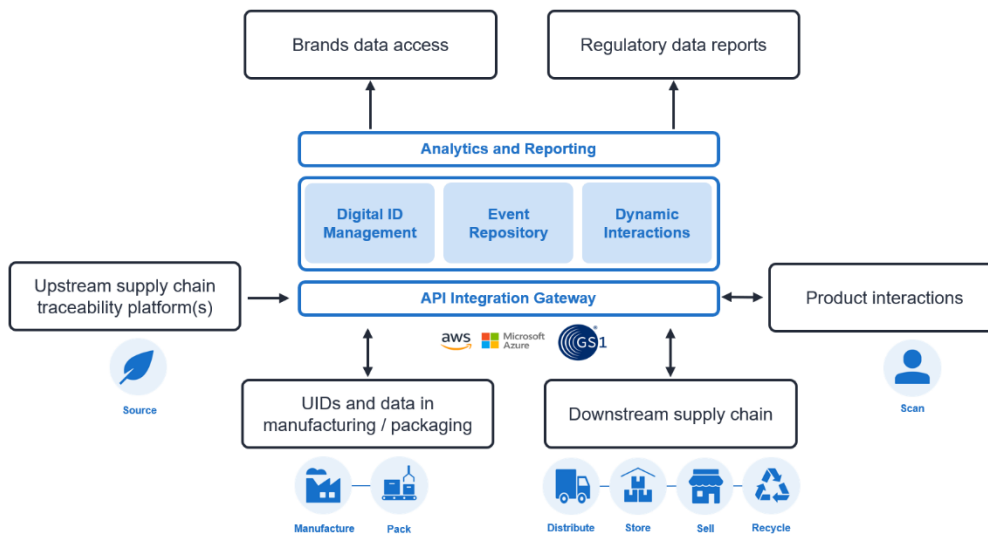 Brands data access
Regulatory data reports
Analytics and Reporting
Digital ID
Management
Event
Repository
Dynamic
Interactions
Upstream supply chain
traceability platform(s)
API Integration Gateway
Product interactions
aws
Microsoft
Azure
GS1
Source
UIDs and data in
manufacturing / packaging
Downstream supply chain
Scan
Manufacture
Pack
Distribute
Store
Sell
Recycle